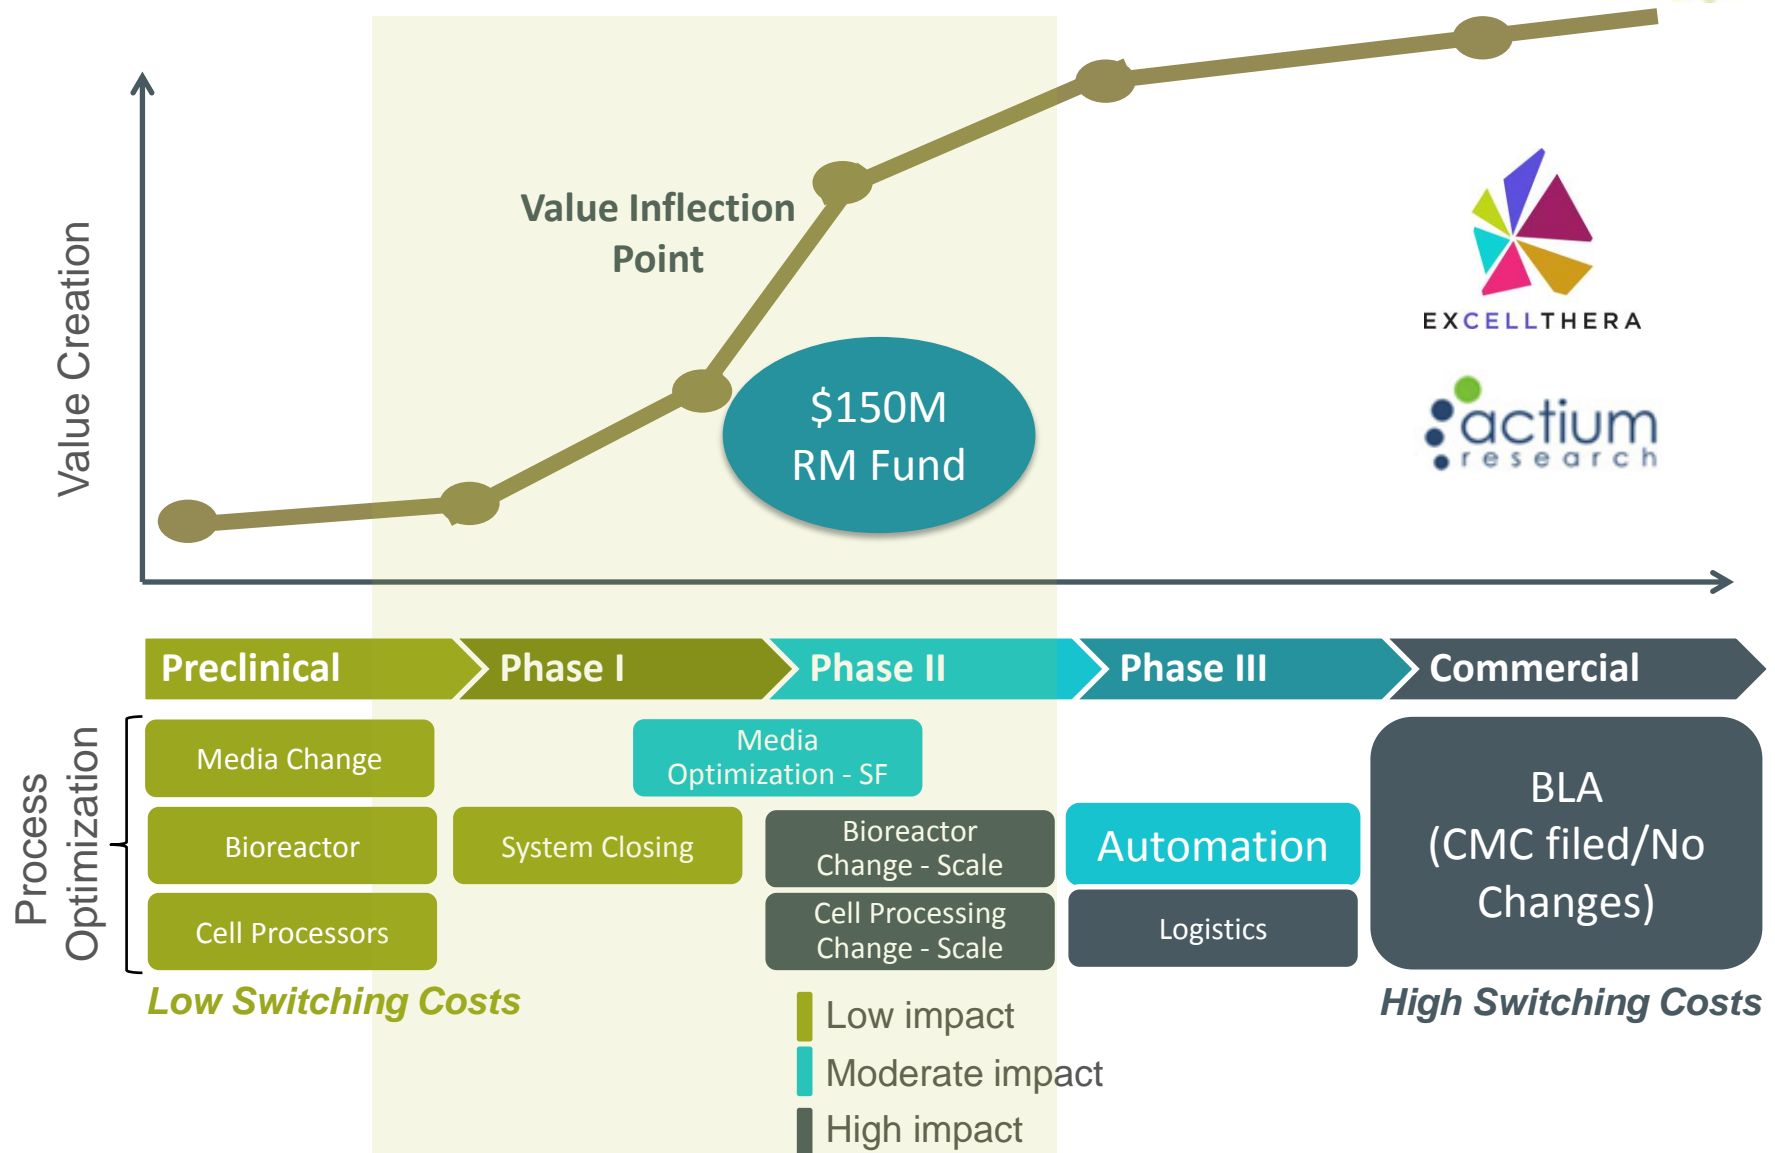 Value Creation
Value Inflection
Point
$150M
RM Fund
EXCELLTHERA
actium
research
Preclinical
Phase I
Phase II
Phase III
Commercial
Process
Optimization
Media Change
Media
Optimization - SF
Bioreactor
System Closing
Bioreactor
Change - Scale
Automation
Cell Processors
Cell Processing
Change - Scale
Logistics
BLA
(CMC filed/No
Changes)
Low Switching Costs
High Switching Costs
Low impact
Moderate impact
High impact